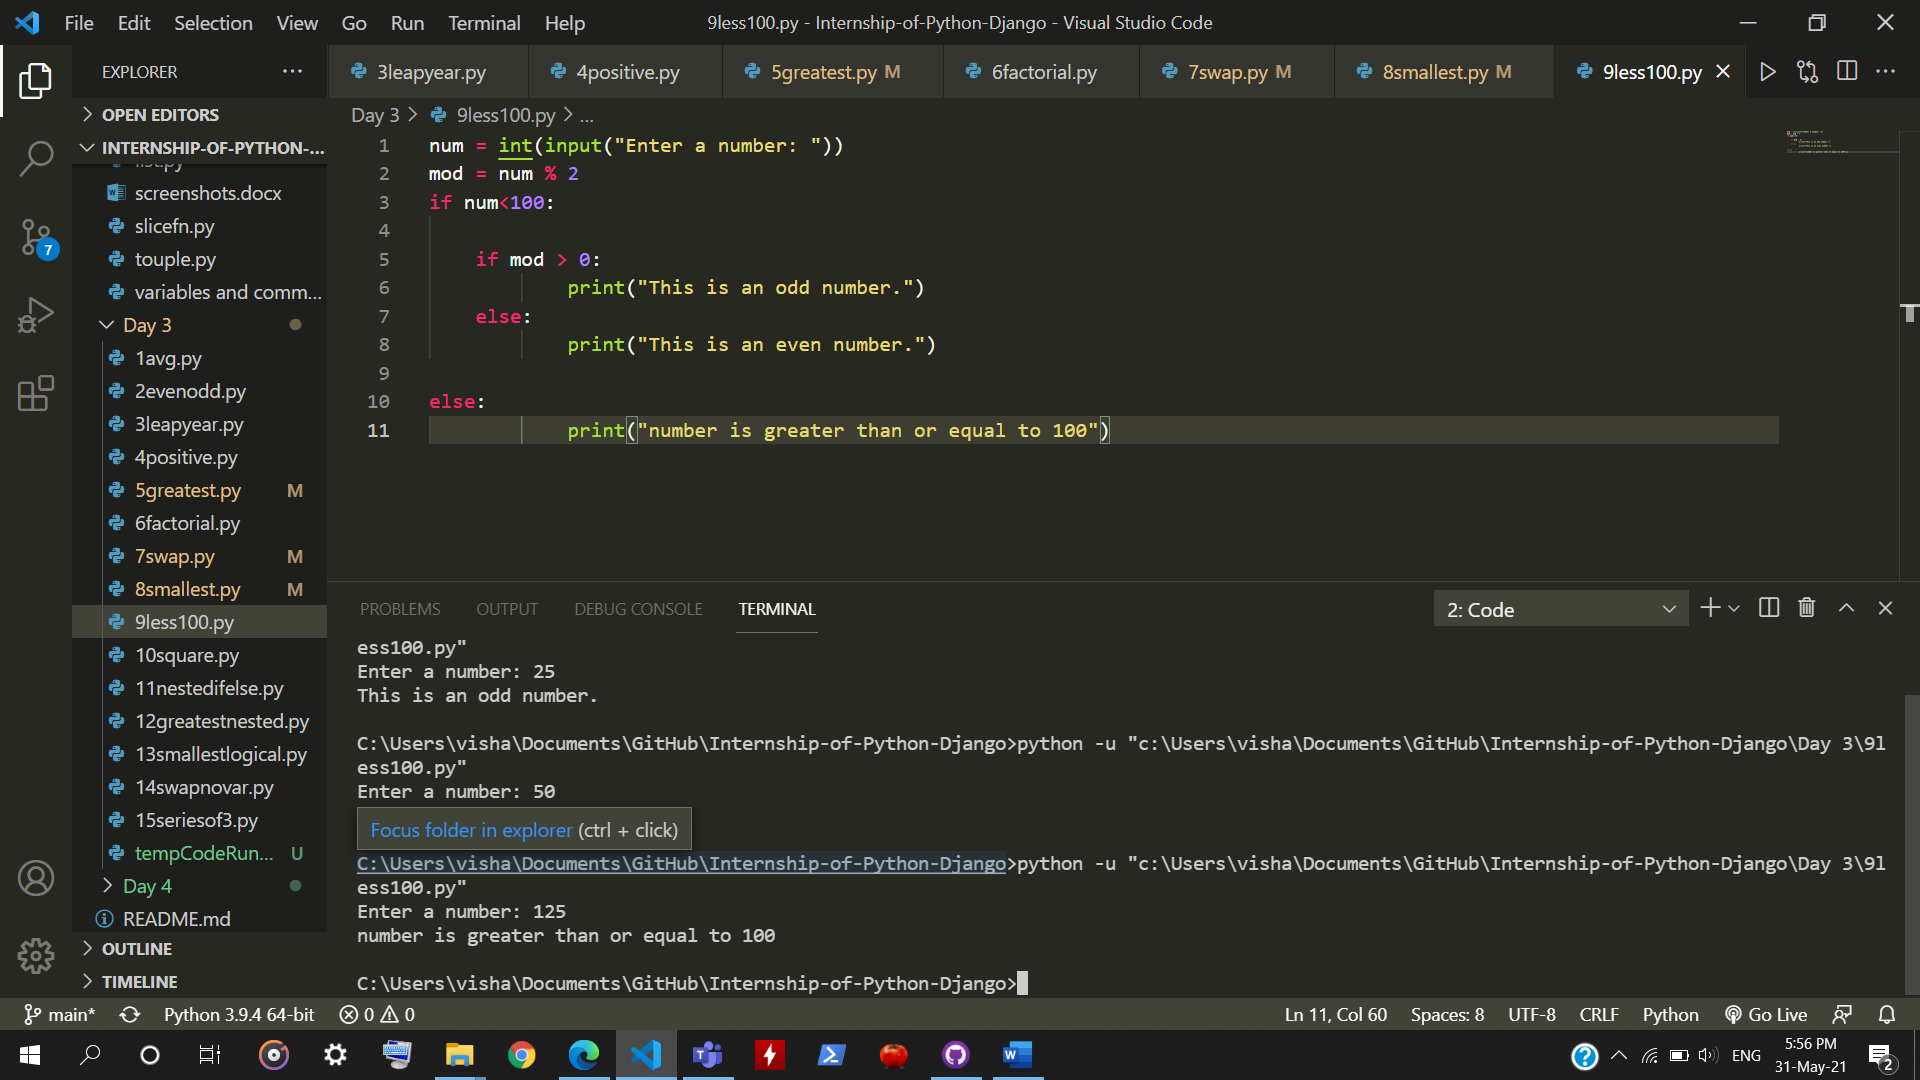 File Edit Selection View Go Run Terminal Help
9less100.py - Internship-of-Python-Django - Visual Studio Code
EXPLORER ...
3leapyear.py 4positive.py 5greatest.py M 6factorial.py 7swap.py M 8smallest.py M 9less100.py
OPEN EDITORS
INTERNSHIP-OF-PYTHON-...
list.py
screenshots.docx
slicefn.py
touple.py
variables and comm...
Day 3
1avg.py
2evenodd.py
3leapyear.py
4positive.py
5greatest.py M
6factorial.py
7swap.py M
8smallest.py M
9less100.py
10square.py
11nestedifelse.py
12greatestnested.py
13smallestlogical.py
14swapnovar.py
15seriesof3.py
tempCodeRun... U
Day 4
README.md
OUTLINE
TIMELINE
7
Day 3 > 9less100.py > ...
1 num = int(input("Enter a number: "))
2 mod = num % 2
3 if num<100:
4
5 if mod > 0:
6 print("This is an odd number.")
7 else:
8 print("This is an even number.")
9
10 else:
11 print("number is greater than or equal to 100")
PROBLEMS OUTPUT DEBUG CONSOLE TERMINAL
2: Code
ess100.py"
Enter a number: 25
This is an odd number.
C:\Users\visha\Documents\GitHub\Internship-of-Python-Django>python -u "c:\Users\visha\Documents\GitHub\Internship-of-Python-Django\Day 3\9l
ess100.py"
Enter a number: 50
Focus folder in explorer (ctrl + click)
C:\Users\visha\Documents\GitHub\Internship-of-Python-Django>python -u "c:\Users\visha\Documents\GitHub\Internship-of-Python-Django\Day 3\9l
ess100.py"
Enter a number: 125
number is greater than or equal to 100
C:\Users\visha\Documents\GitHub\Internship-of-Python-Django>
main* Python 3.9.4 64-bit 0 0
Ln 11, Col 60 Spaces: 8 UTF-8 CRLF Python Go Live
ENG
5:56 PM
31-May-21
2